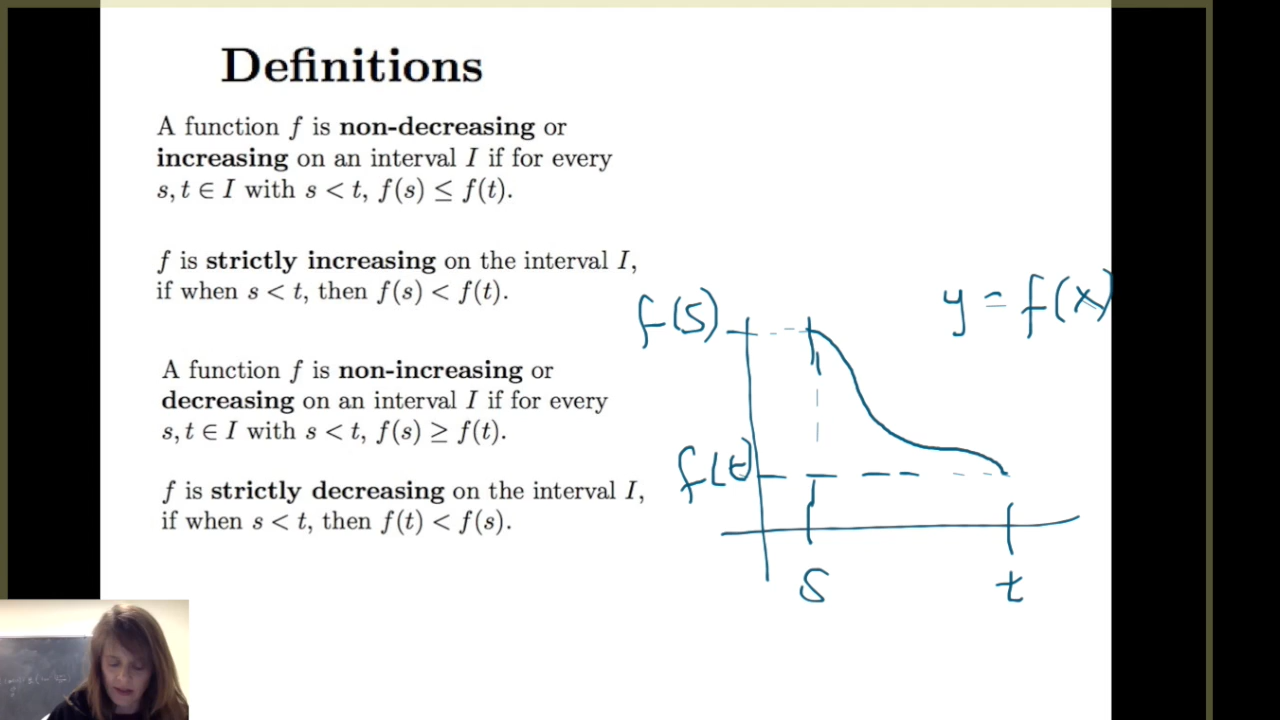 Definitions
A function f is non-decreasing or
increasing on an interval I if for every
s, t ∈ I with s < t, f(s) ≤ f(t).
f is strictly increasing on the interval I,
if when s < t, then f(s) < f(t).
A function f is non-increasing or
decreasing on an interval I if for every
s, t ∈ I with s < t, f(s) ≥ f(t).
f is strictly decreasing on the interval I,
if when s < t, then f(t) < f(s).
y = f(x)
f(s)
f(t)
s
t